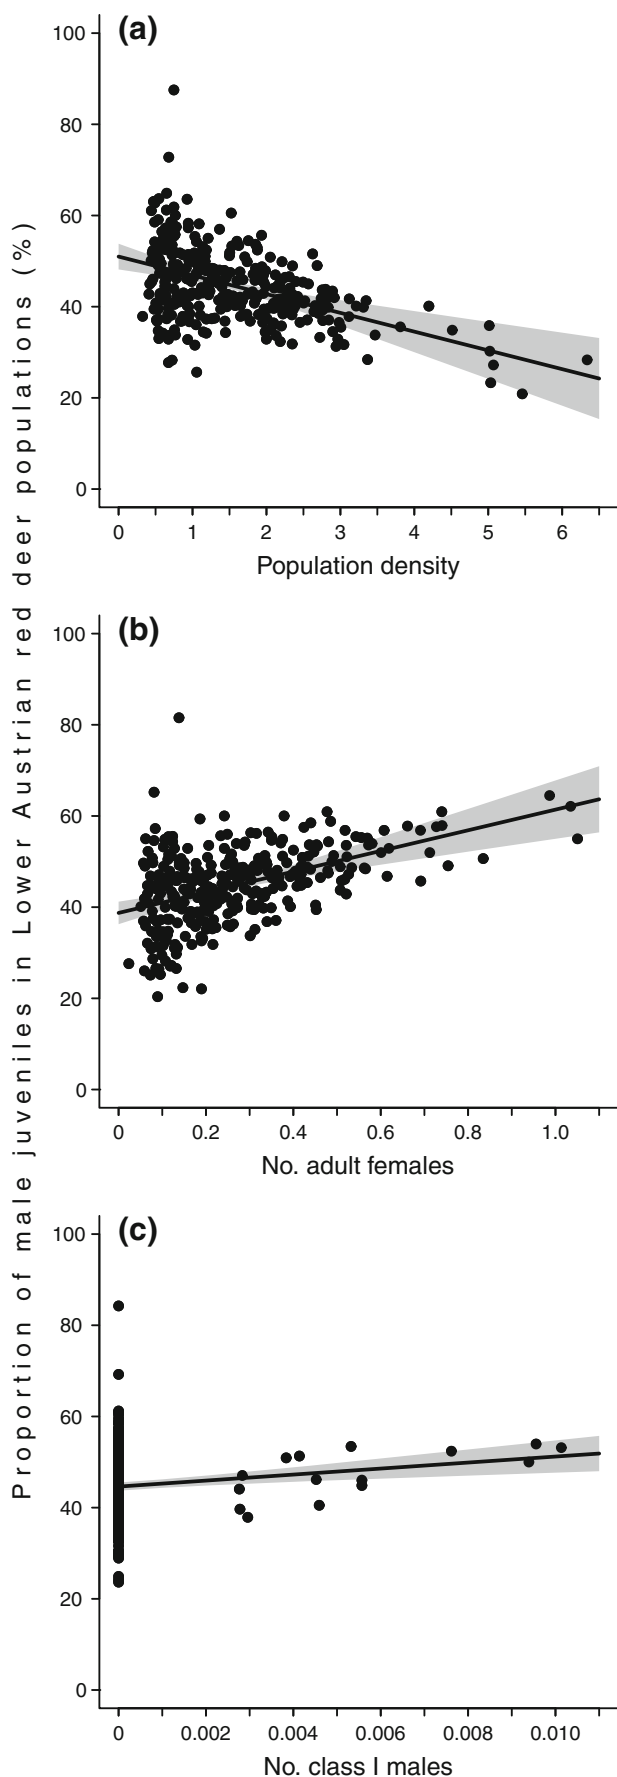 Proportion of male juveniles in Lower Austrian red deer populations (%)
(a)
100
80
60
40
20
0
0 1 2 3 4 5 6
Population density
(b)
100
80
60
40
20
0
0 0.2 0.4 0.6 0.8 1.0
No. adult females
(c)
100
80
60
40
20
0
0 0.002 0.004 0.006 0.008 0.010
No. class I males